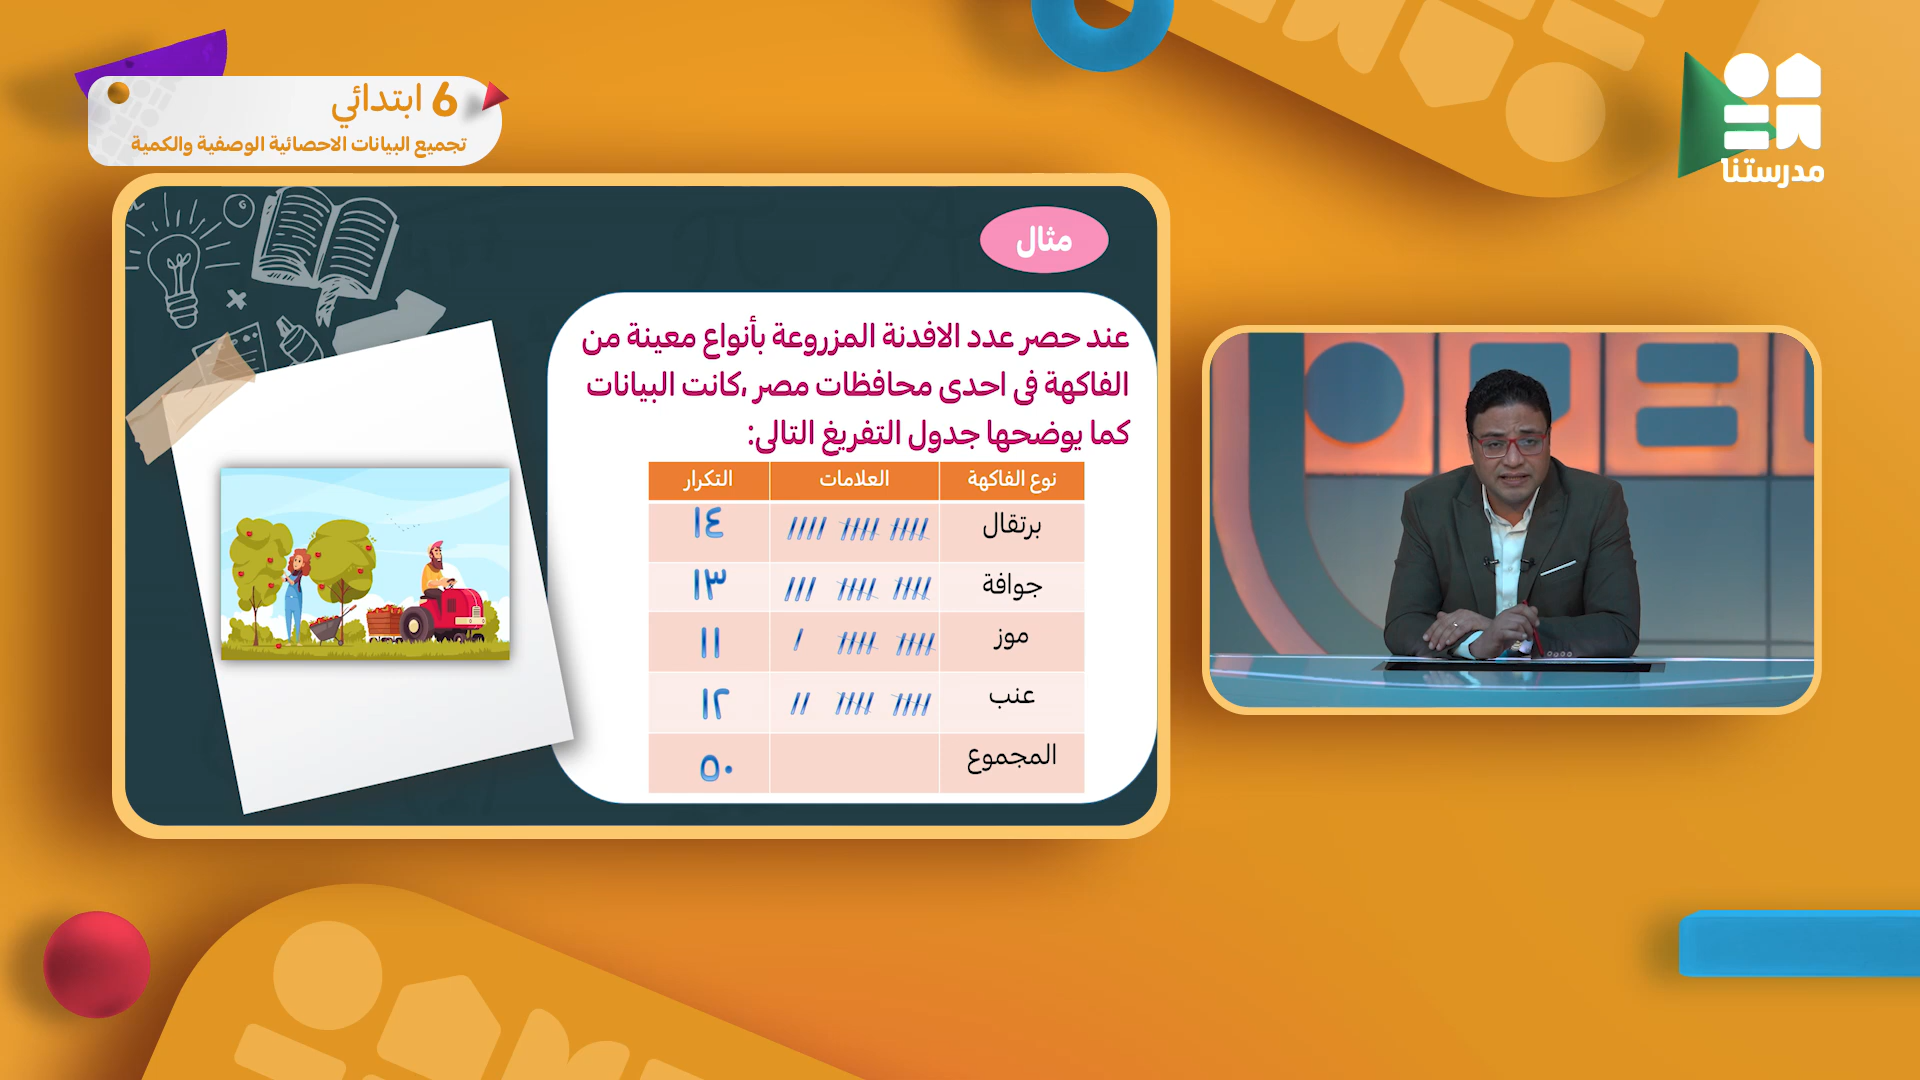 6 ابتدائي
تجميع البيانات الاحصائية الوصفية والكمية
مدرستنا
مثال
عند حصر عدد الافدنة المزروعة بأنواع معينة من
الفاكهة فى احدى محافظات مصر ،كانت البيانات
كما يوضحها جدول التفريغ التالى:
نوع الفاكهة العلامات التكرار
برتقال //// //// //// ١٤
جوافة /// //// //// ١٣
موز / //// //// ١١
عنب // //// //// ١٢
المجموع ٥٠